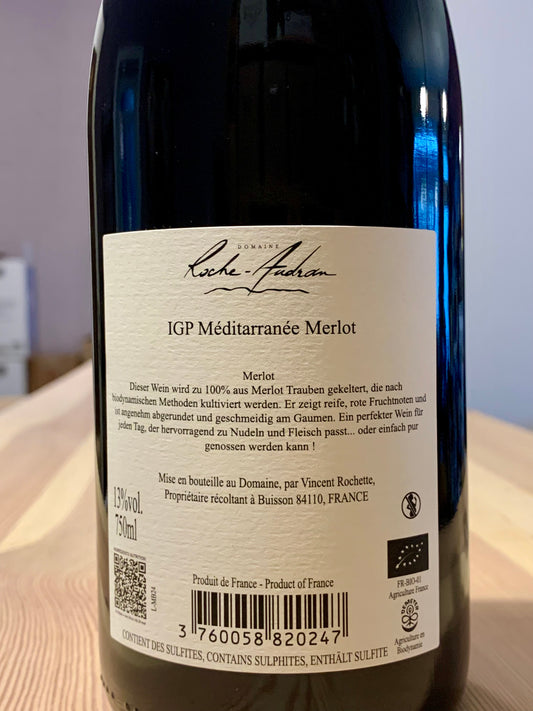 DOMAINE
Roche-Audran
IGP Méditarranée Merlot
Merlot
Dieser Wein wird zu 100% aus Merlot Trauben gekeltert, die nach
biodynamischen Methoden kultiviert werden. Er zeigt reife, rote Fruchtnoten und
ist angenehm abgerundet und geschmeidig am Gaumen. Ein perfekter Wein für
jeden Tag, der hervorragend zu Nudeln und Fleisch passt... oder einfach pur
genossen werden kann !
Mise en bouteille au Domaine, par Vincent Rochette,
Propriétaire récoltant à Buisson 84110, FRANCE
13%vol.
750ml
L-MB24
FR-BIO-01
Agriculture France
DEMETER
Agriculture en
Biodynamie
Produit de France - Product of France
3 760058 820247
CONTIENT DES SULFITES, CONTAINS SULPHITES, ENTHÄLT SULFITE